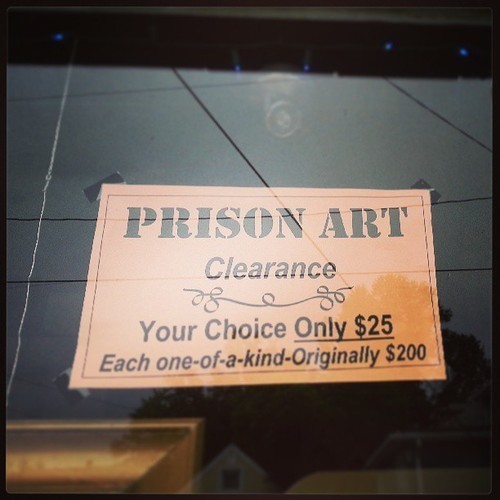 PRISON ART
Clearance
Your Choice Only $25
Each one-of-a-kind-Originally $200